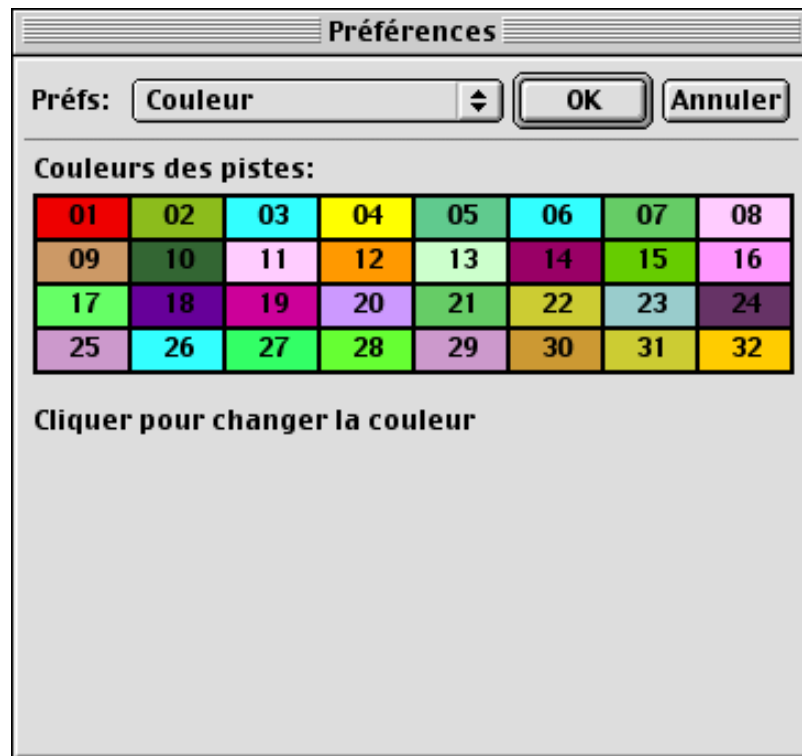 Préférences
Préfs: Couleur OK Annuler
Couleurs des pistes:
01 02 03 04 05 06 07 08
09 10 11 12 13 14 15 16
17 18 19 20 21 22 23 24
25 26 27 28 29 30 31 32
Cliquer pour changer la couleur